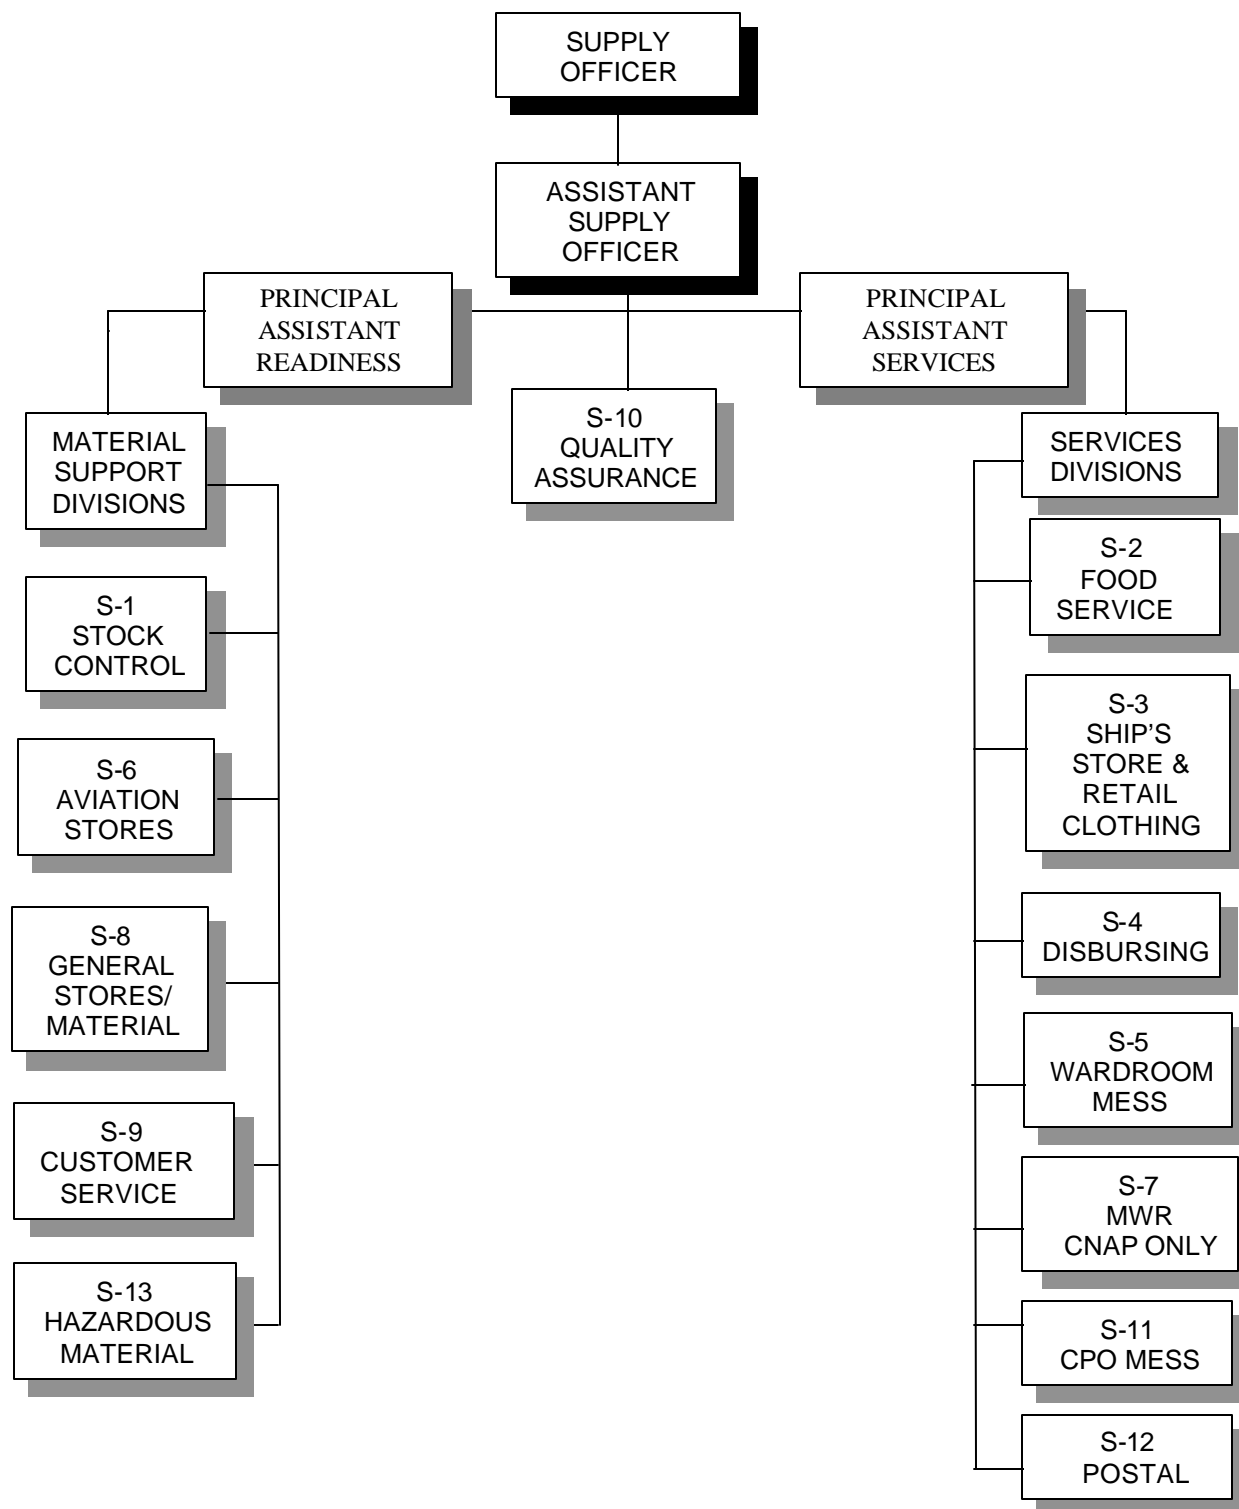 SUPPLY
OFFICER
ASSISTANT
SUPPLY
OFFICER
PRINCIPAL
ASSISTANT
READINESS
PRINCIPAL
ASSISTANT
SERVICES
S-10
QUALITY
ASSURANCE
MATERIAL
SUPPORT
DIVISIONS
S-1
STOCK
CONTROL
S-6
AVIATION
STORES
S-8
GENERAL
STORES/
MATERIAL
S-9
CUSTOMER
SERVICE
S-13
HAZARDOUS
MATERIAL
SERVICES
DIVISIONS
S-2
FOOD
SERVICE
S-3
SHIP'S
STORE &
RETAIL
CLOTHING
S-4
DISBURSING
S-5
WARDROOM
MESS
S-7
MWR
CNAP ONLY
S-11
CPO MESS
S-12
POSTAL